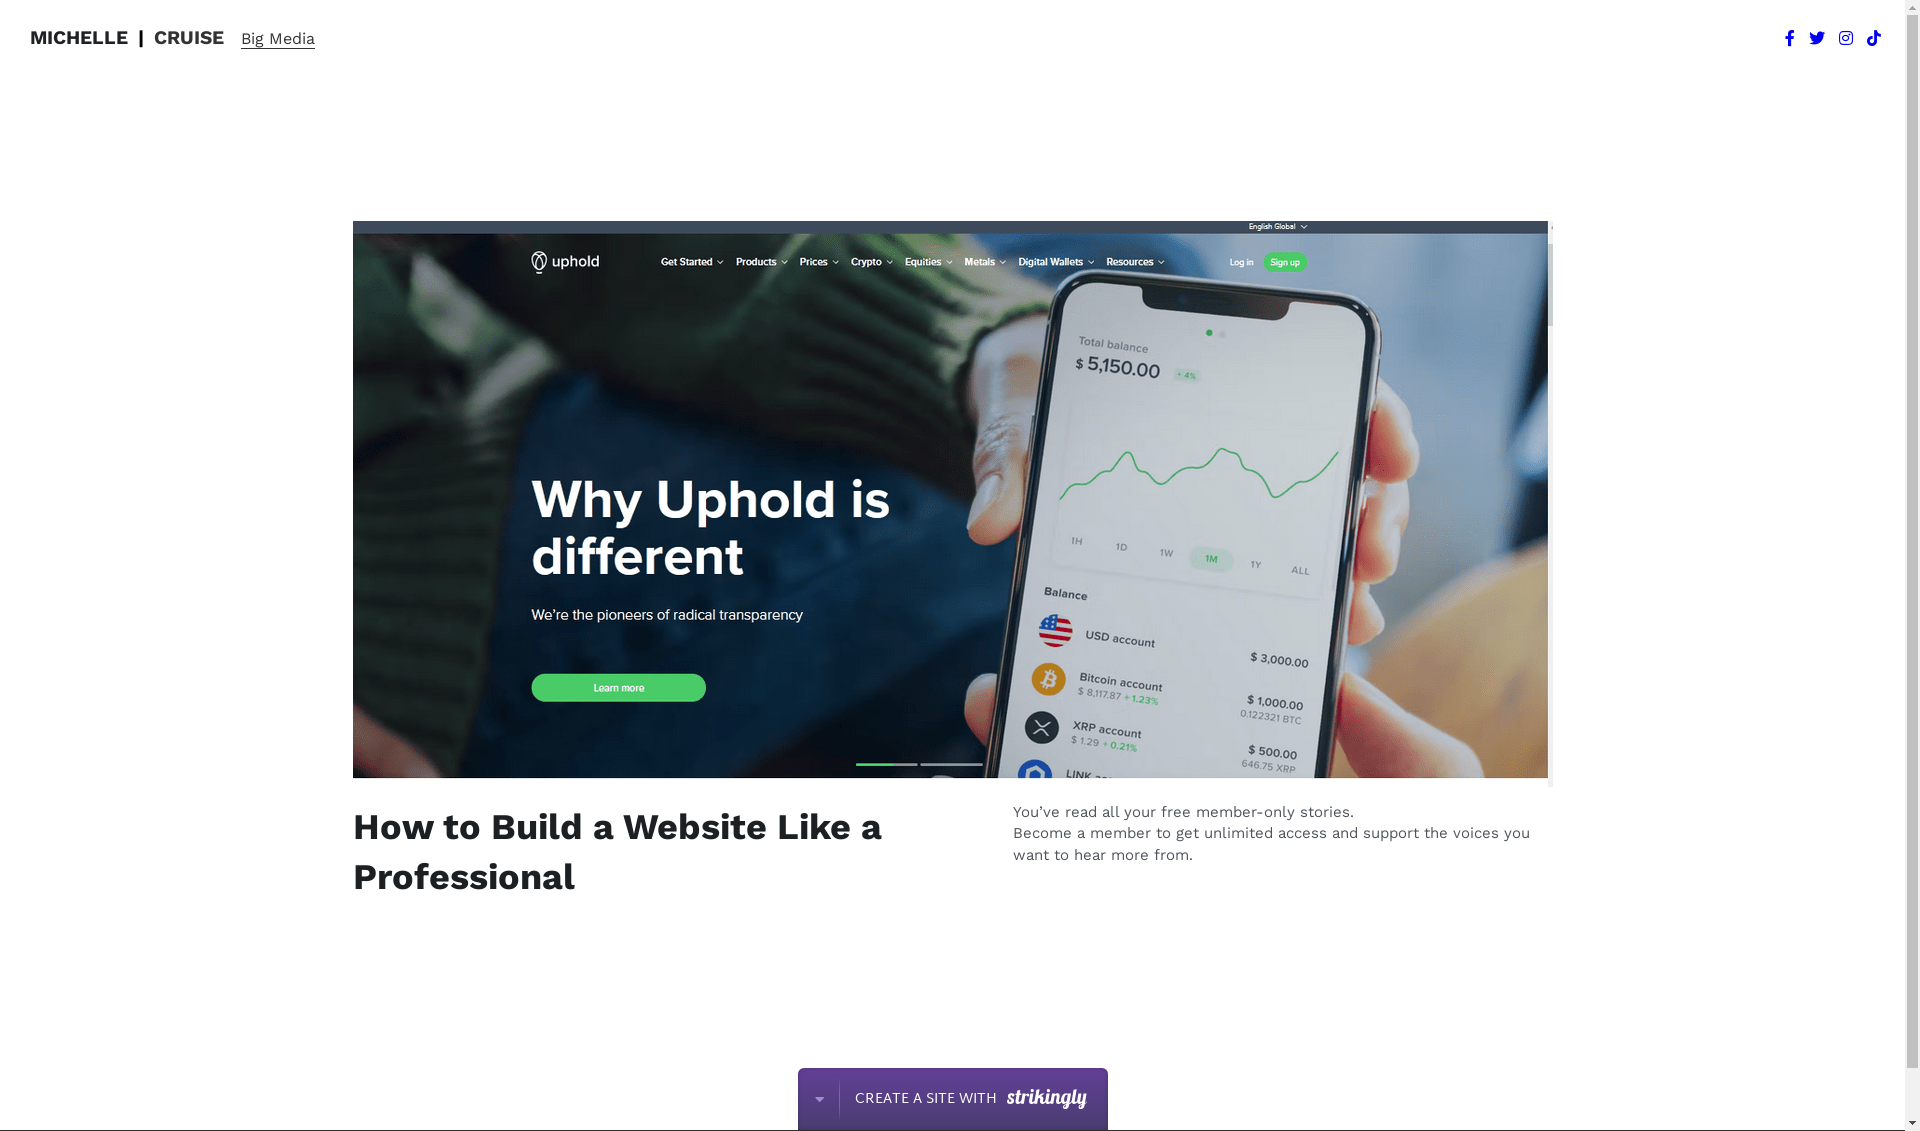 MICHELLE | CRUISE Big Media
English Global
uphold Get Started Products Prices Crypto Equities Metals Digital Wallets Resources Log in Sign up
Total balance
$ 5,150.00 + 4%
Why Uphold is
different
We're the pioneers of radical transparency
Learn more
1H 1D 1W 1M 1Y ALL
Balance
USD account $ 3,000.00
Bitcoin account $ 1,000.00
$ 8,117.87 + 1.23% 0.122321 BTC
XRP account $ 500.00
$ 1.29 + 0.21% 646.75 XRP
LINK
How to Build a Website Like a
Professional
You've read all your free member-only stories.
Become a member to get unlimited access and support the voices you
want to hear more from.
CREATE A SITE WITH strikingly